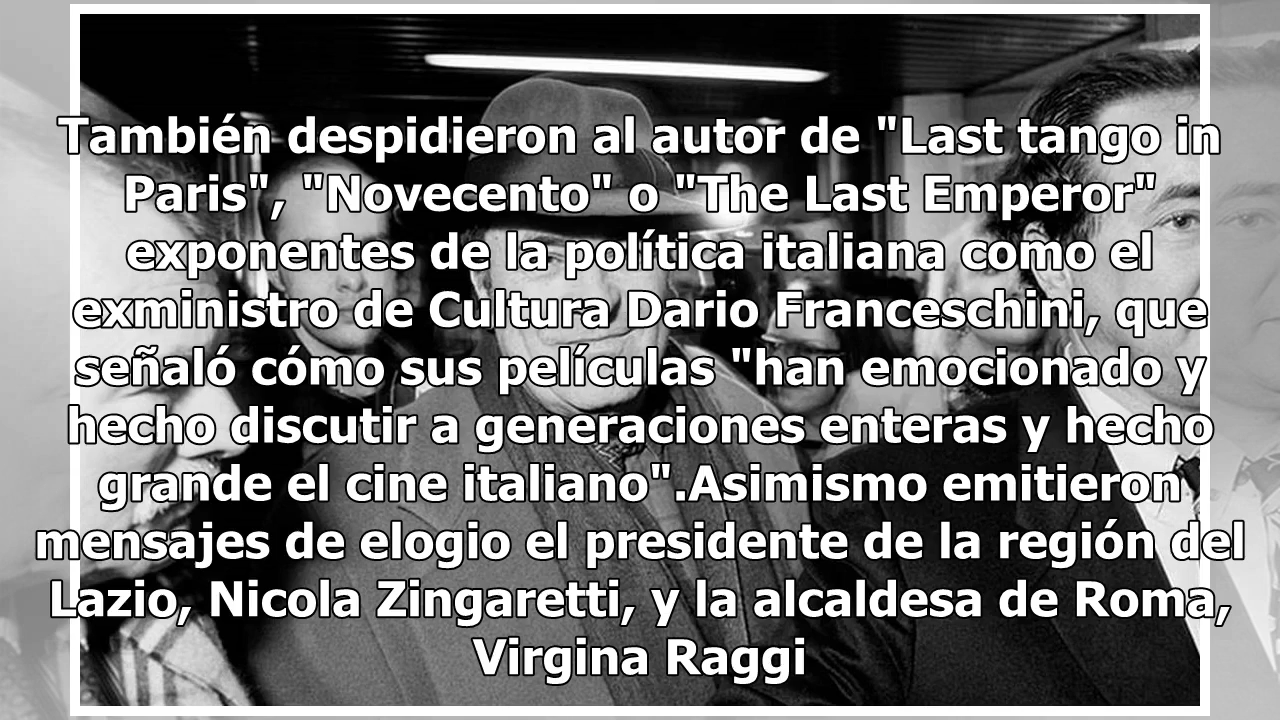 También despidieron al autor de "Last tango in
Paris", "Novecento" o "The Last Emperor"
exponentes de la política italiana como el
exministro de Cultura Dario Franceschini, que
señaló cómo sus películas "han emocionado y
hecho discutir a generaciones enteras y hecho
grande el cine italiano".Asimismo emitieron
mensajes de elogio el presidente de la región del
Lazio, Nicola Zingaretti, y la alcaldesa de Roma,
Virgina Raggi